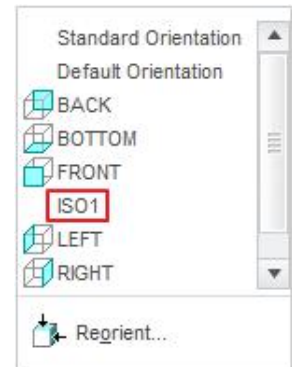 Standard Orientation
Default Orientation
BACK
BOTTOM
FRONT
ISO1
LEFT
RIGHT
Reorient...